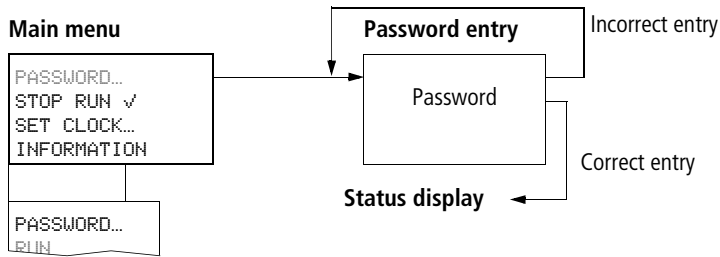 Main menu
PASSWORD…
STOP RUN √
SET CLOCK…
INFORMATION
PASSWORD…
RUN
Password entry
Password
Incorrect entry
Correct entry
Status display